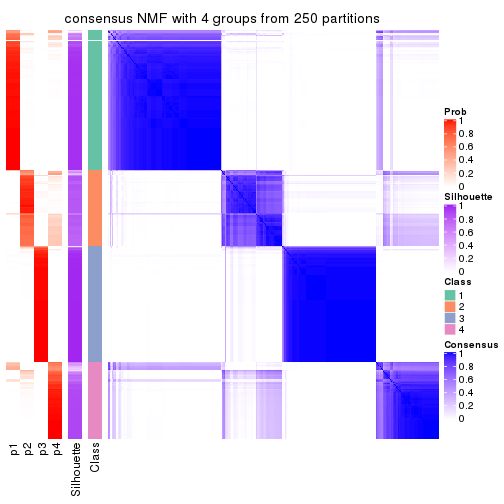 consensus NMF with 4 groups from 250 partitions
Prob
1
0.8
0.6
0.4
0.2
0
Silhouette
1
0.8
0.6
0.4
0.2
0
Class
1
2
3
4
Consensus
1
0.8
0.6
0.4
0.2
0
p1
p2
p3
p4
Silhouette
Class